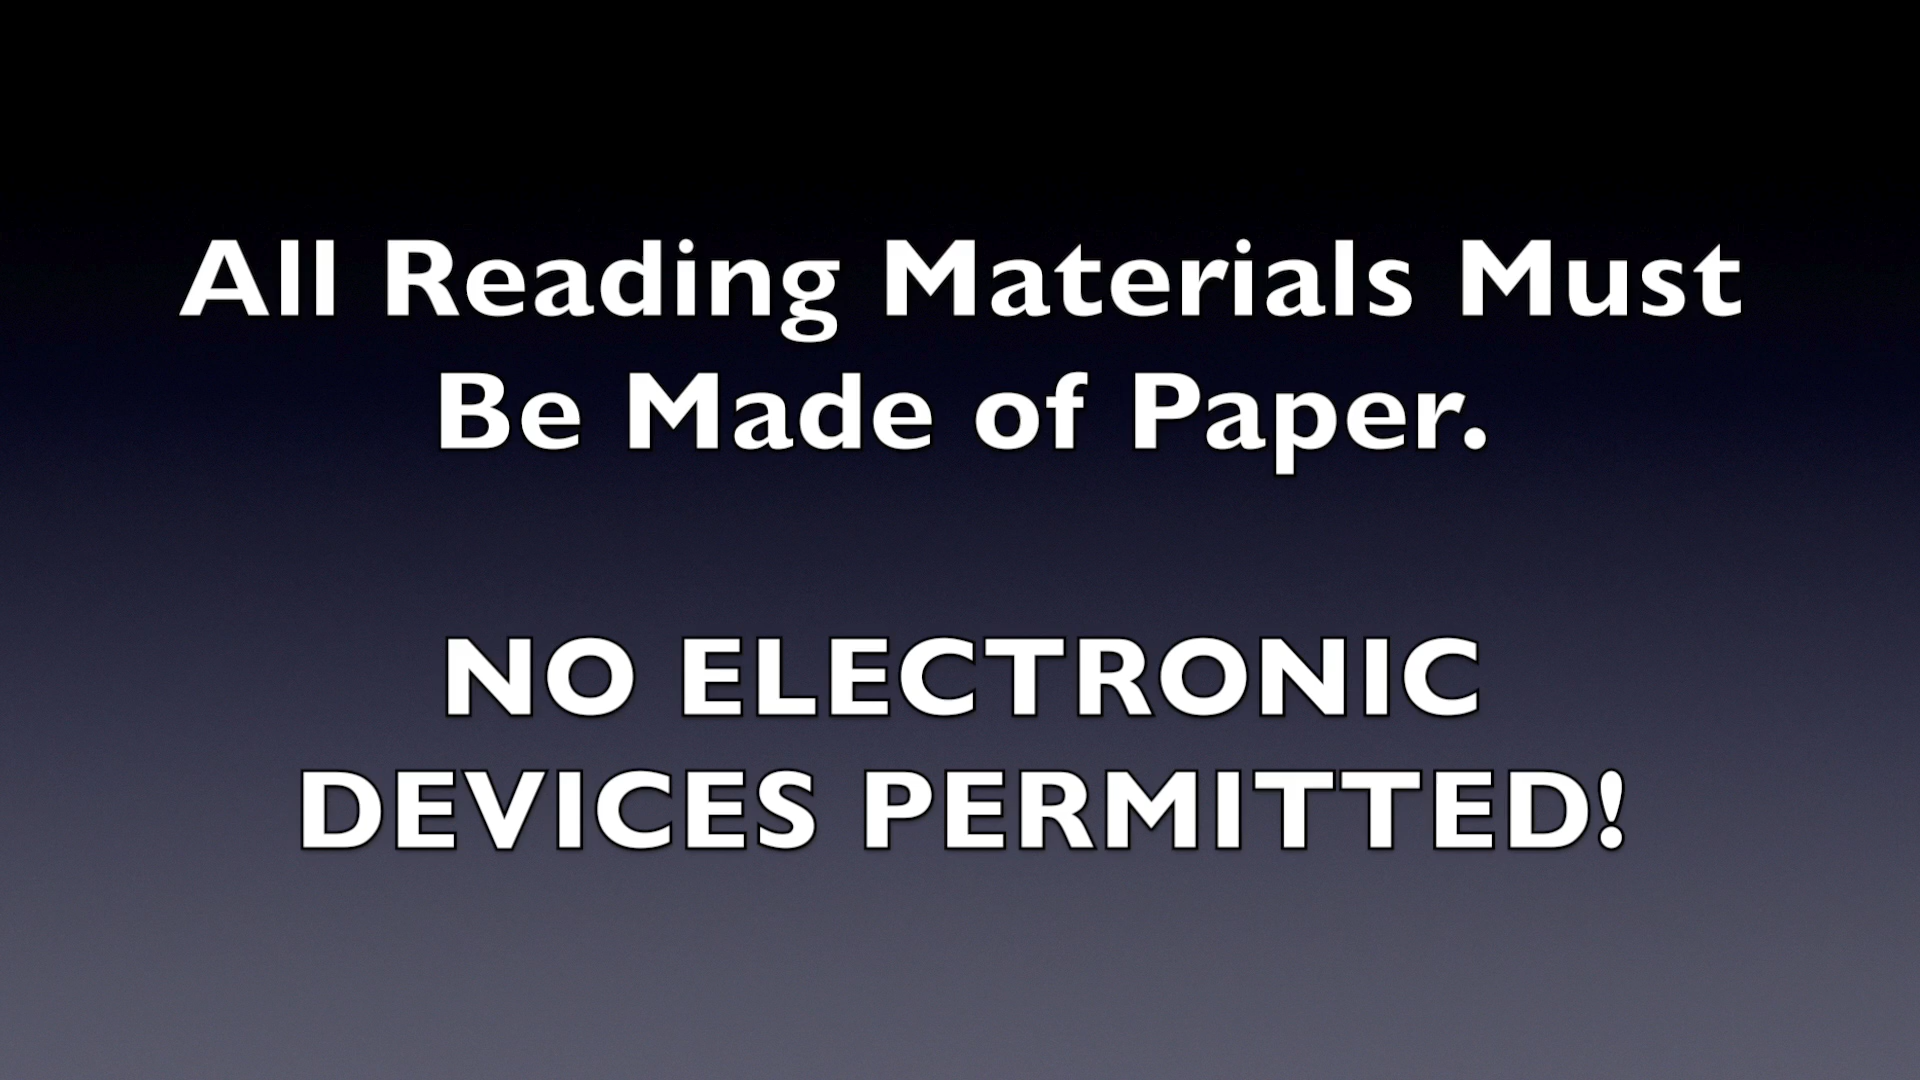 All Reading Materials Must
Be Made of Paper.
NO ELECTRONIC
DEVICES PERMITTED!